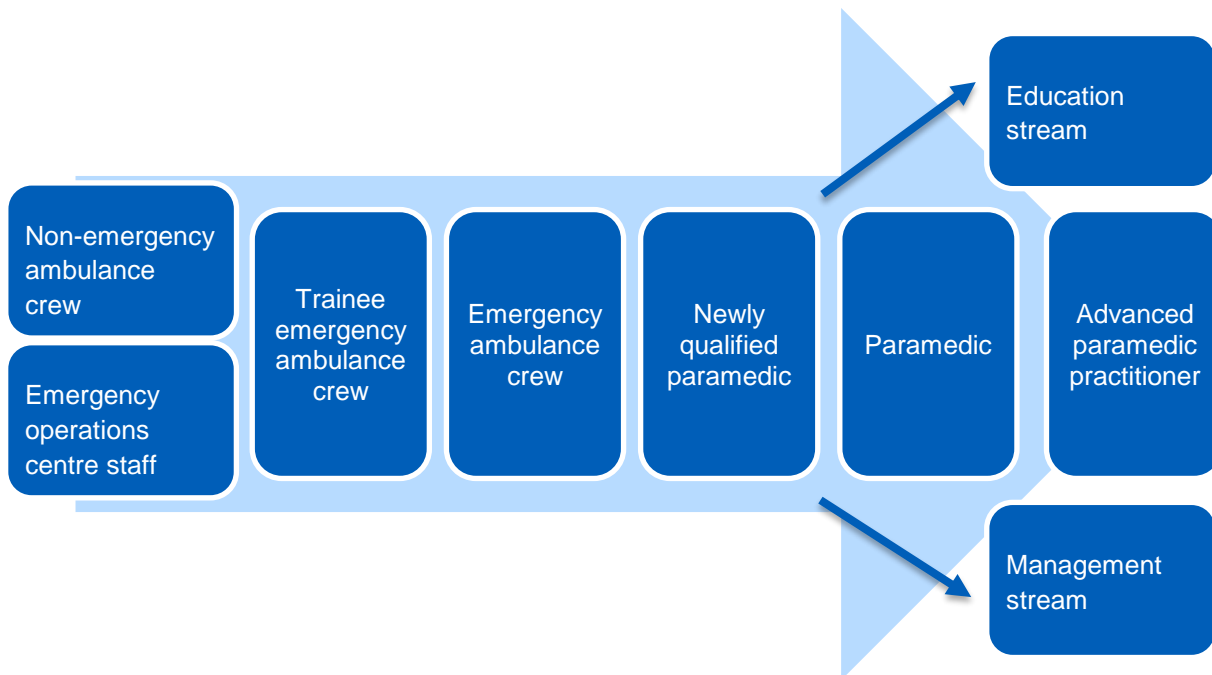 Non-emergency
ambulance
crew
Emergency
operations
centre staff
Trainee
emergency
ambulance
crew
Emergency
ambulance
crew
Newly
qualified
paramedic
Paramedic
Education
stream
Advanced
paramedic
practitioner
Management
stream